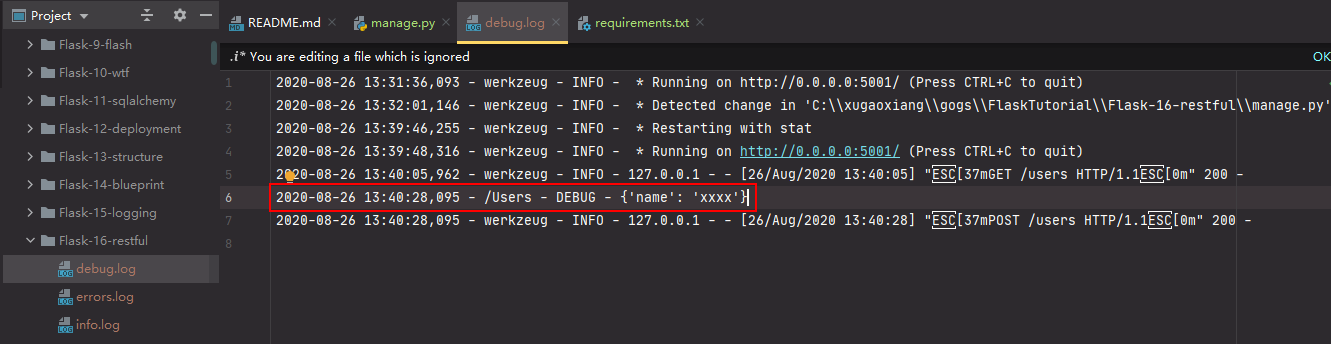 Project
README.md
manage.py
debug.log
requirements.txt
Flask-9-flash
Flask-10-wtf
Flask-11-sqlalchemy
Flask-12-deployment
Flask-13-structure
Flask-14-blueprint
Flask-15-logging
Flask-16-restful
debug.log
errors.log
info.log
.i* You are editing a file which is ignored
OK
1 2020-08-26 13:31:36,093 - werkzeug - INFO -  * Running on http://0.0.0.0:5001/ (Press CTRL+C to quit)
2 2020-08-26 13:32:01,146 - werkzeug - INFO -  * Detected change in 'C:\\xugaoxiang\\gogs\\FlaskTutorial\\Flask-16-restful\\manage.py'
3 2020-08-26 13:39:46,255 - werkzeug - INFO -  * Restarting with stat
4 2020-08-26 13:39:48,316 - werkzeug - INFO -  * Running on http://0.0.0.0:5001/ (Press CTRL+C to quit)
5 2020-08-26 13:40:05,962 - werkzeug - INFO - 127.0.0.1 - - [26/Aug/2020 13:40:05] "ESC[37mGET /users HTTP/1.1ESC[0m" 200 -
6 2020-08-26 13:40:28,095 - /Users - DEBUG - {'name': 'xxxx'}
7 2020-08-26 13:40:28,095 - werkzeug - INFO - 127.0.0.1 - - [26/Aug/2020 13:40:28] "ESC[37mPOST /users HTTP/1.1ESC[0m" 200 -
8